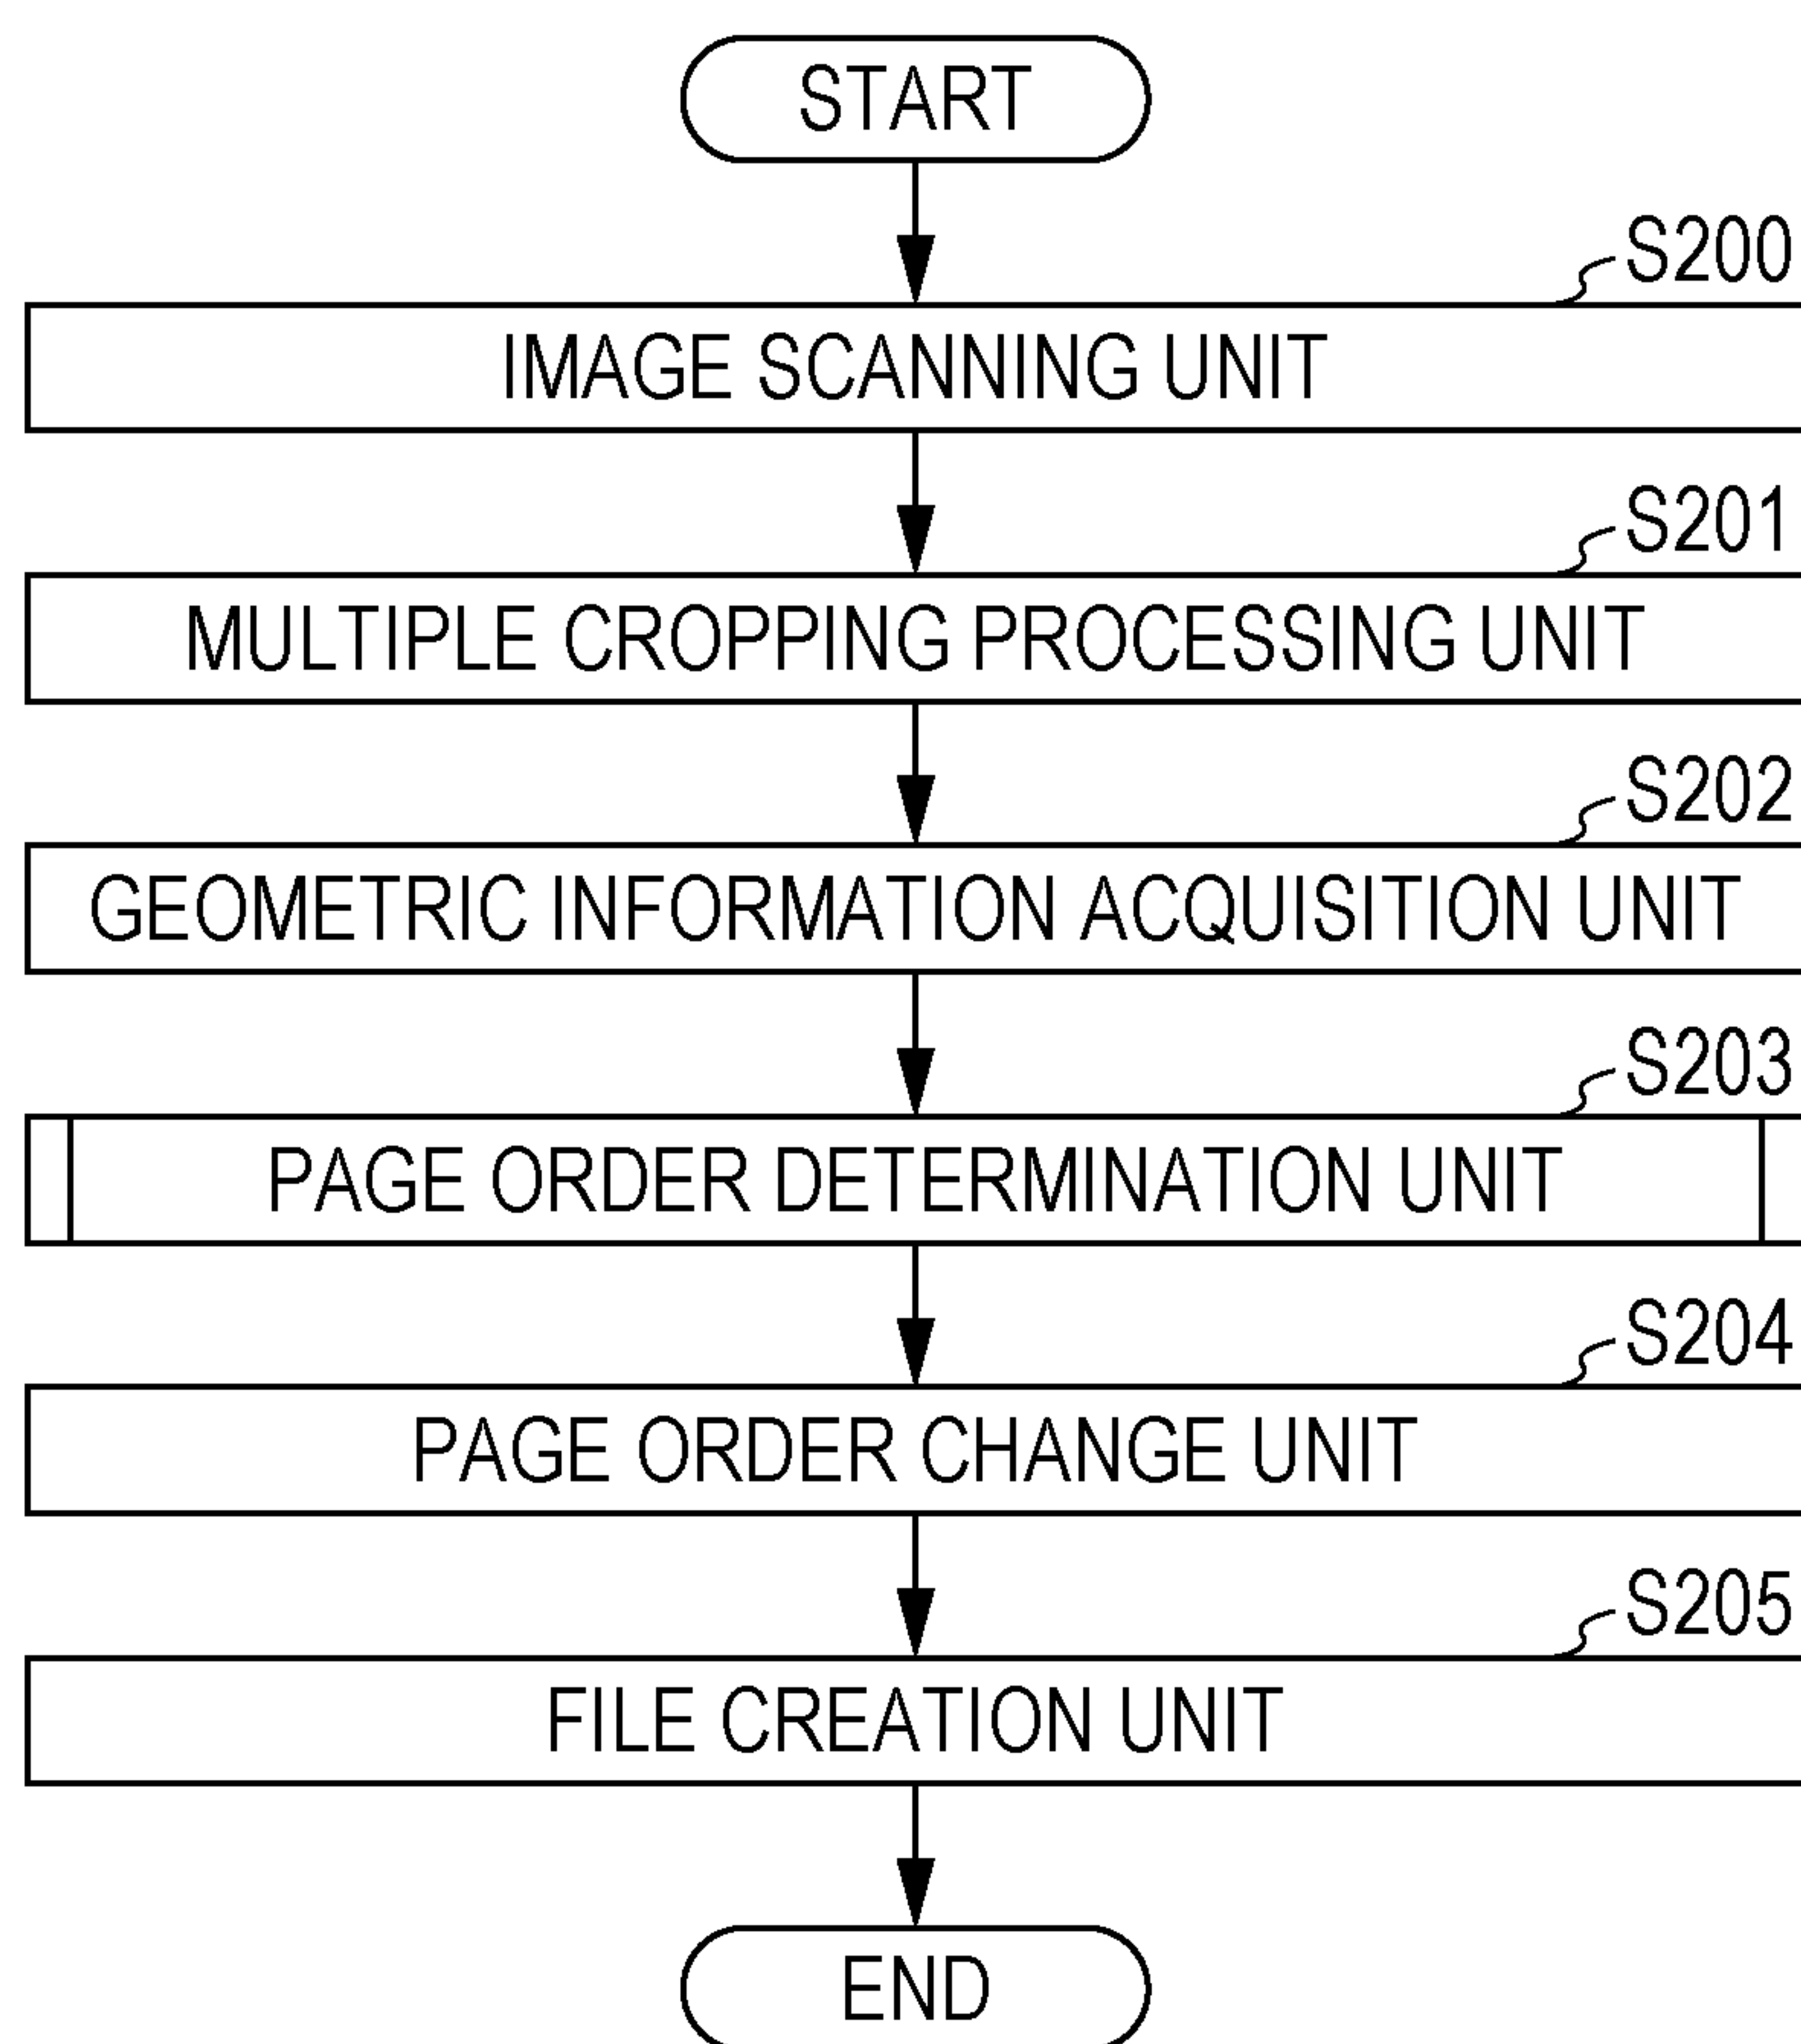 START
S200
IMAGE SCANNING UNIT
S201
MULTIPLE CROPPING PROCESSING UNIT
S202
GEOMETRIC INFORMATION ACQUISITION UNIT
S203
PAGE ORDER DETERMINATION UNIT
S204
PAGE ORDER CHANGE UNIT
S205
FILE CREATION UNIT
END